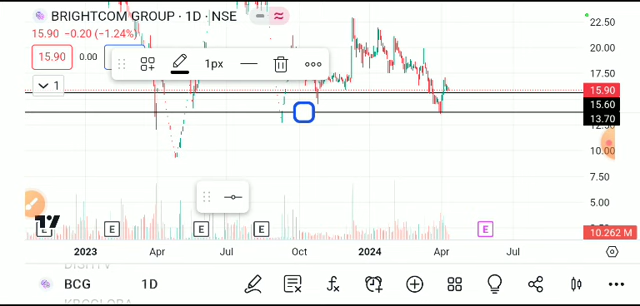 BRIGHTCOM GROUP · 1D · NSE
15.90 −0.20 (−1.24%)
15.90 0.00
1px
1
22.50
20.00
17.50
15.90
15.60
13.70
12.50
10.00
7.50
5.00
10.262 M
E E E E E
2023 Apr Jul Oct 2024 Apr Jul
DISHTV
BCG 1D